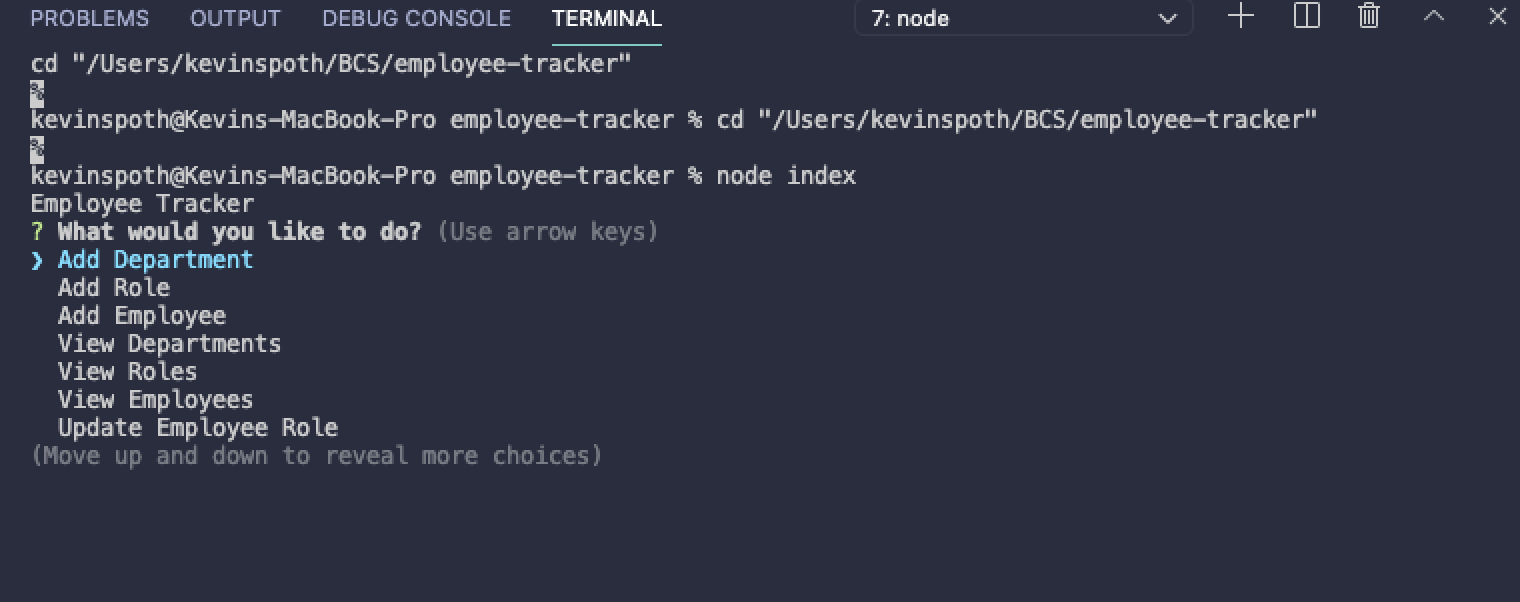 PROBLEMS OUTPUT DEBUG CONSOLE TERMINAL 7: node
cd "/Users/kevinspoth/BCS/employee-tracker"
%
kevinspoth@Kevins-MacBook-Pro employee-tracker % cd "/Users/kevinspoth/BCS/employee-tracker"
%
kevinspoth@Kevins-MacBook-Pro employee-tracker % node index
Employee Tracker
? What would you like to do? (Use arrow keys)
❯ Add Department
Add Role
Add Employee
View Departments
View Roles
View Employees
Update Employee Role
(Move up and down to reveal more choices)